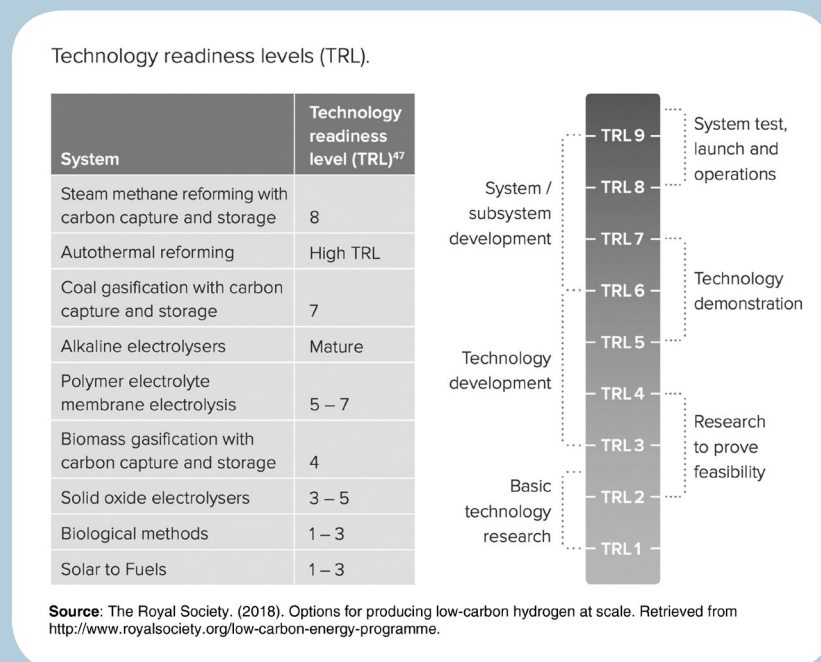 Technology readiness levels (TRL).
System
Technology
readiness
level (TRL)47
Steam methane reforming with
carbon capture and storage
8
Autothermal reforming
High TRL
Coal gasification with carbon
capture and storage
7
Alkaline electrolysers
Mature
Polymer electrolyte
membrane electrolysis
5 – 7
Biomass gasification with
carbon capture and storage
4
Solid oxide electrolysers
3 – 5
Biological methods
1 – 3
Solar to Fuels
1 – 3
System /
subsystem
development
Technology
development
Basic
technology
research
TRL 9
TRL 8
TRL 7
TRL 6
TRL 5
TRL 4
TRL 3
TRL 2
TRL 1
System test,
launch and
operations
Technology
demonstration
Research
to prove
feasibility
Source: The Royal Society. (2018). Options for producing low-carbon hydrogen at scale. Retrieved from
http://www.royalsociety.org/low-carbon-energy-programme.